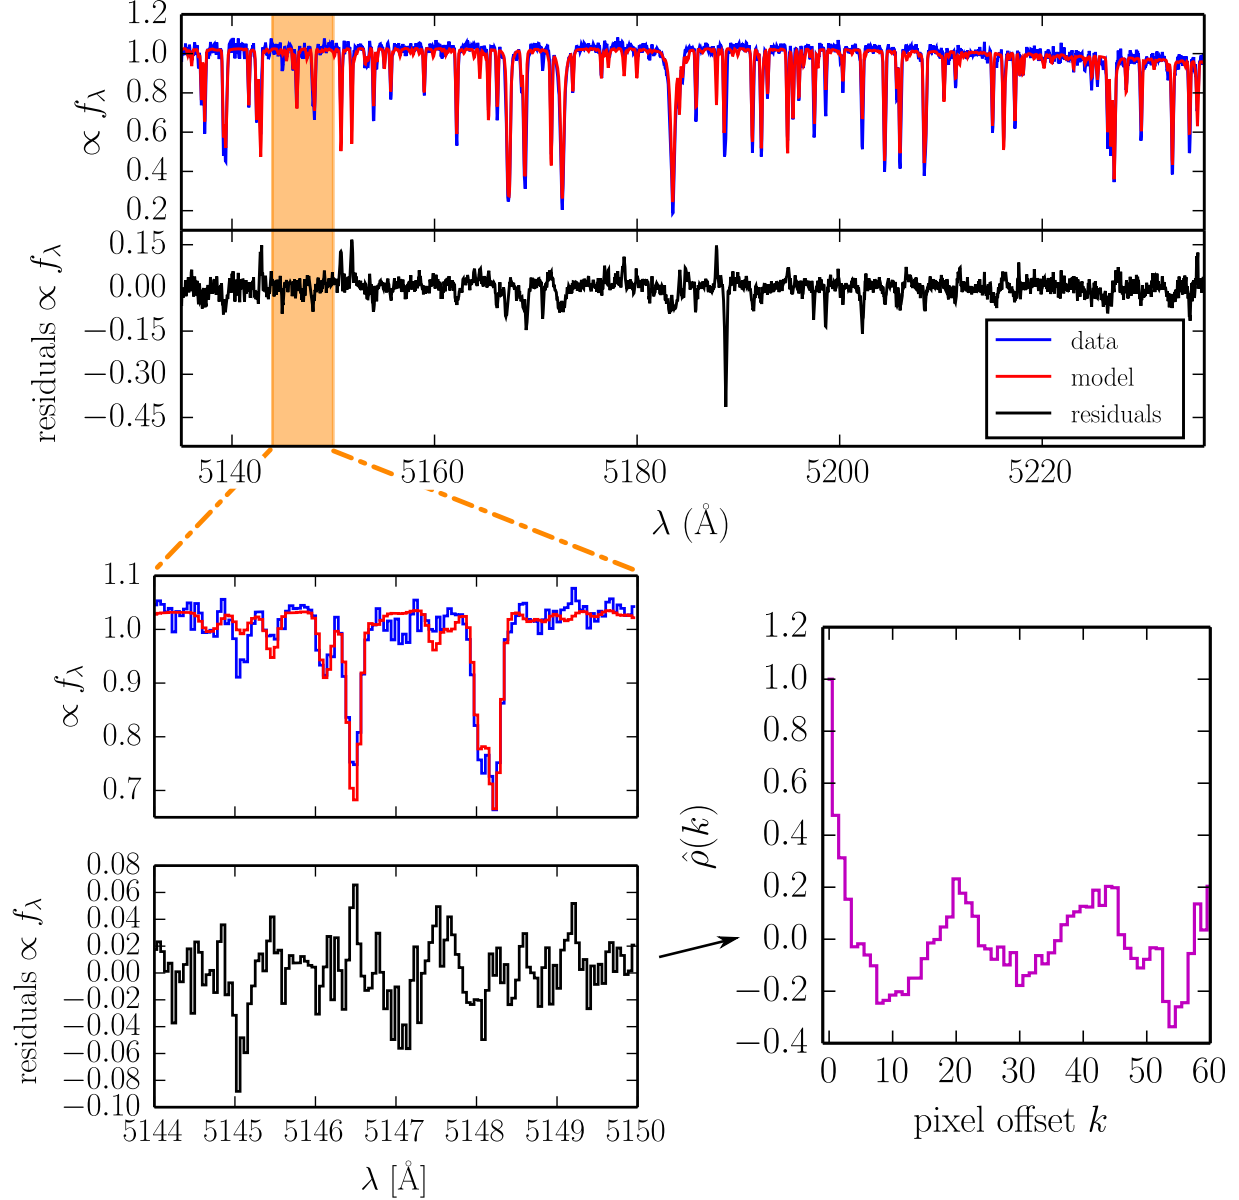 1.2
1.0
0.8
0.6
0.4
0.2
∝ fλ
0.15
0.00
−0.15
−0.30
−0.45
residuals ∝ fλ
data
model
residuals
5140 5160 5180 5200 5220
λ (Å)
1.1
1.0
0.9
0.8
0.7
∝ fλ
0.08
0.06
0.04
0.02
0.00
−0.02
−0.04
−0.06
−0.08
−0.10
residuals ∝ fλ
5144 5145 5146 5147 5148 5149 5150
λ [Å]
1.2
1.0
0.8
0.6
0.4
0.2
0.0
−0.2
−0.4
ρ̂(k)
0 10 20 30 40 50 60
pixel offset k